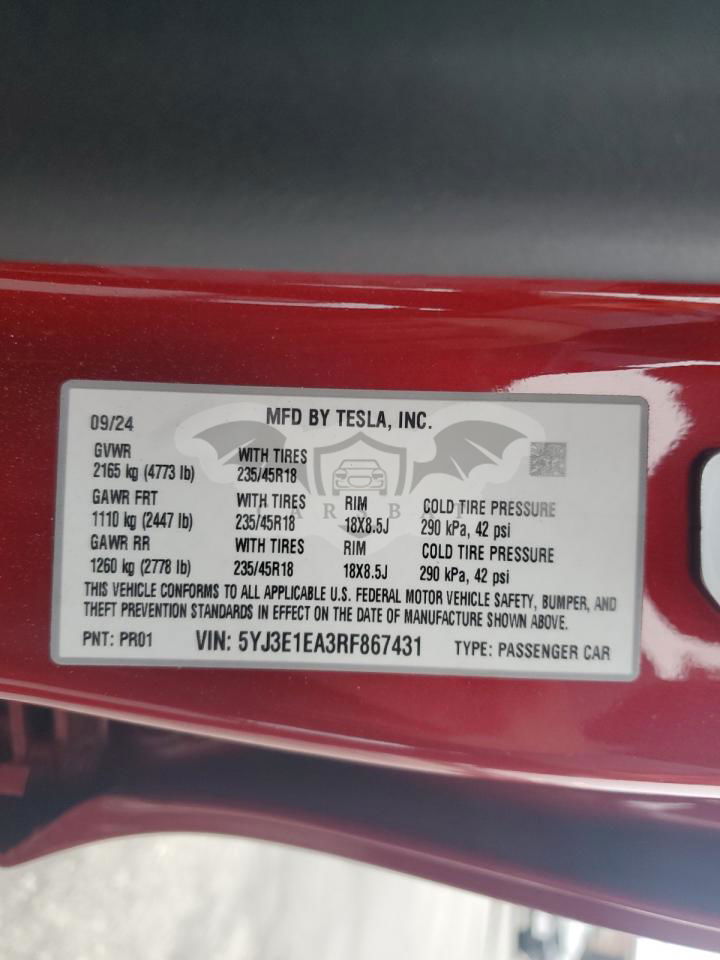 09/24 MFD BY TESLA, INC.
GVWR WITH TIRES
2165 kg (4773 lb) 235/45R18
GAWR FRT WITH TIRES RIM COLD TIRE PRESSURE
1110 kg (2447 lb) 235/45R18 18X8.5J 290 kPa, 42 psi
GAWR RR WITH TIRES RIM COLD TIRE PRESSURE
1260 kg (2778 lb) 235/45R18 18X8.5J 290 kPa, 42 psi
THIS VEHICLE CONFORMS TO ALL APPLICABLE U.S. FEDERAL MOTOR VEHICLE SAFETY, BUMPER, AND
THEFT PREVENTION STANDARDS IN EFFECT ON THE DATE OF MANUFACTURE SHOWN ABOVE.
PNT: PR01 VIN: 5YJ3E1EA3RF867431 TYPE: PASSENGER CAR